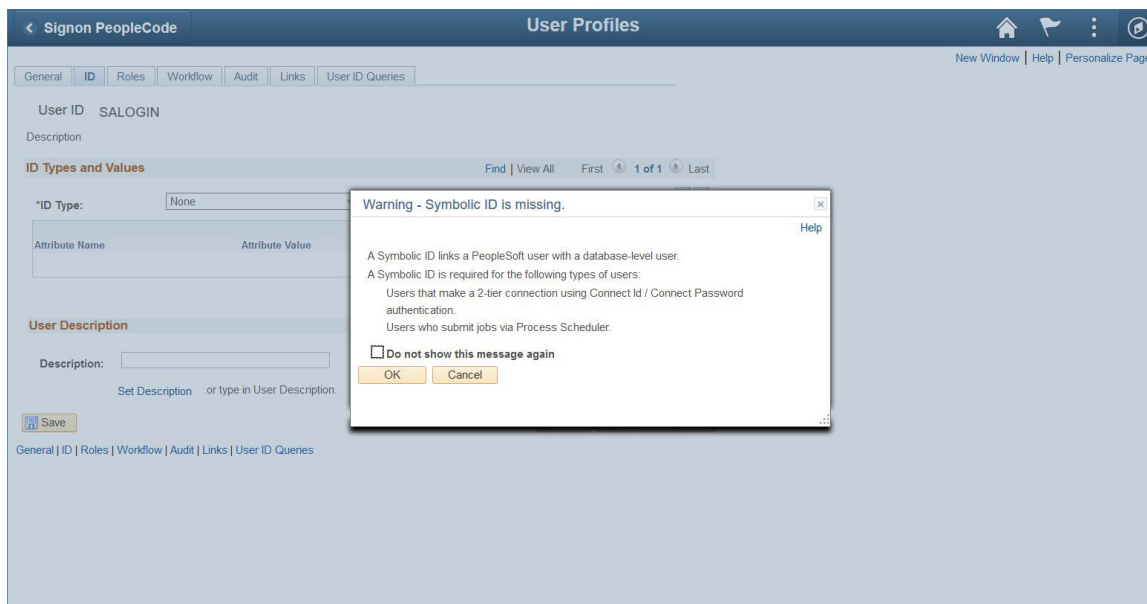 Signon PeopleCode
User Profiles
New Window | Help | Personalize Page
General ID Roles Workflow Audit Links User ID Queries
User ID SALOGIN
Description
ID Types and Values Find | View All First 1 of 1 Last
*ID Type: None
Attribute Name Attribute Value
User Description
Description:
Set Description or type in User Description.
Save
General | ID | Roles | Workflow | Audit | Links | User ID Queries
Warning - Symbolic ID is missing.
Help
A Symbolic ID links a PeopleSoft user with a database-level user.
A Symbolic ID is required for the following types of users:
Users that make a 2-tier connection using Connect Id / Connect Password
authentication.
Users who submit jobs via Process Scheduler.
Do not show this message again
OK Cancel